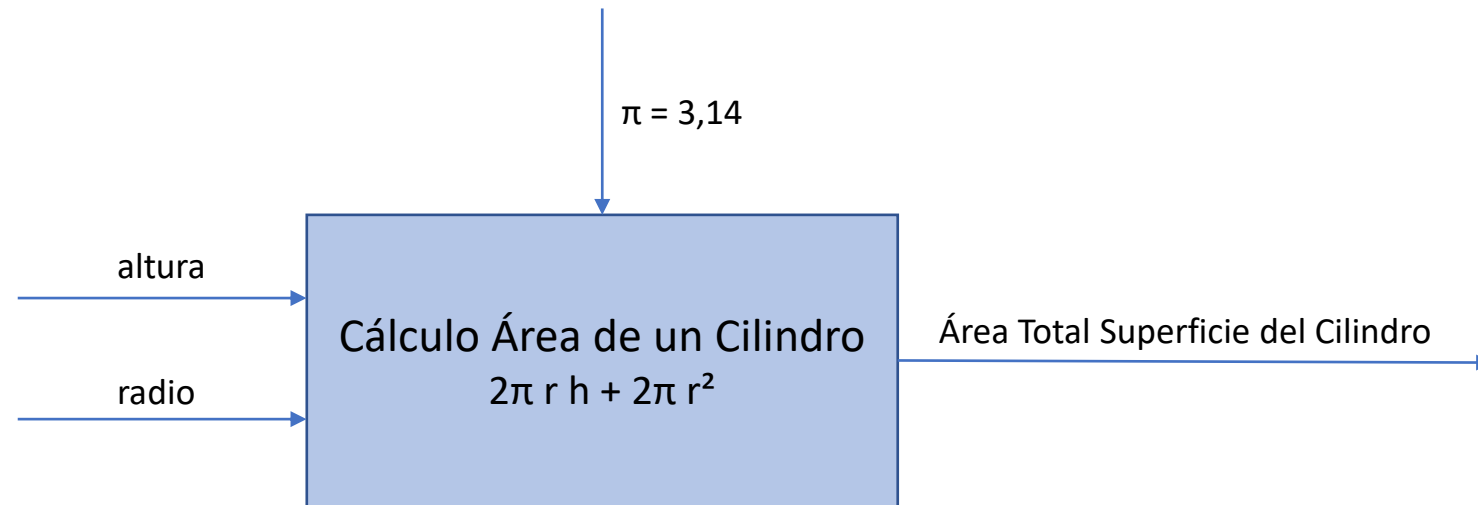 π = 3,14
altura
radio
Cálculo Área de un Cilindro
2π r h + 2π r²
Área Total Superficie del Cilindro